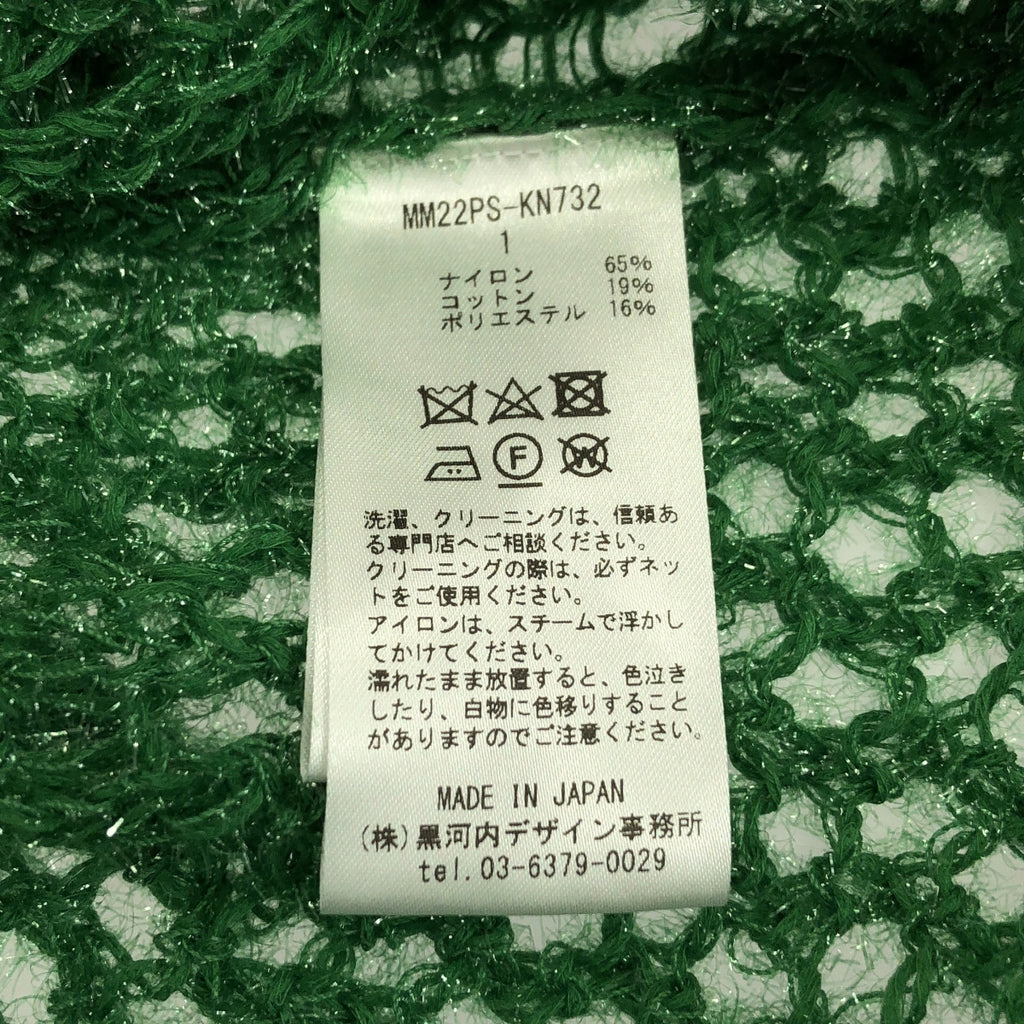 MM22PS-KN732
1
ナイロン 65%
コットン 19%
ポリエステル 16%
F
W
洗濯、クリーニングは、信頼あ
る専門店へご相談ください。
クリーニングの際は、必ずネッ
トをご使用ください。
アイロンは、スチームで浮かし
てかけてください。
濡れたまま放置すると、色泣き
したり、白物に色移りすること
がありますのでご注意ください。
MADE IN JAPAN
(株)黒河内デザイン事務所
tel.03-6379-0029